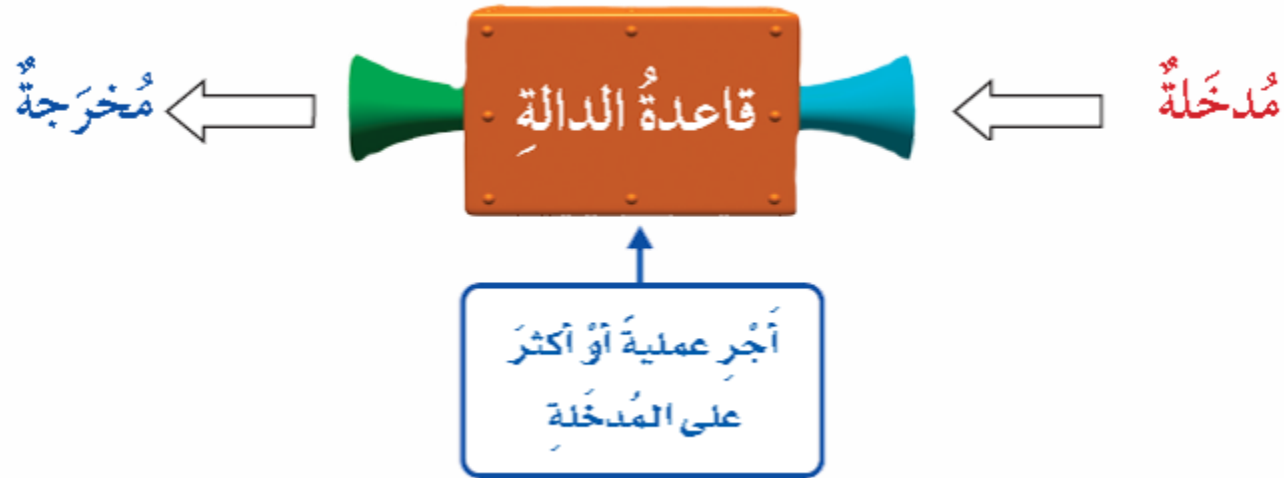 مُدخَلةٌ
قاعدةُ الدالةِ
مُخرَجةٌ
أَجْرِ عمليةً أوْ أكثرَ
على المُدخَلةِ